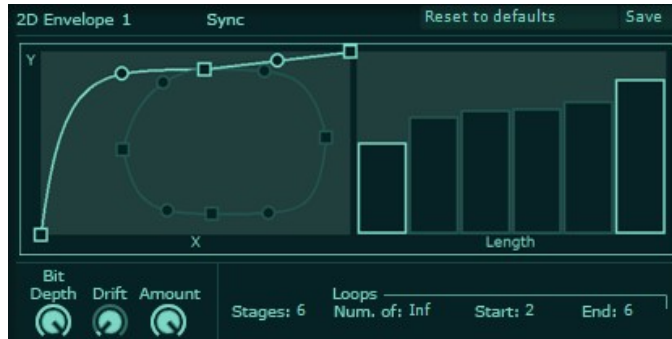 2D Envelope 1 Sync Reset to defaults Save
Y
X Length
Bit
Depth Drift Amount
Loops
Stages: 6 Num. of: Inf Start: 2 End: 6